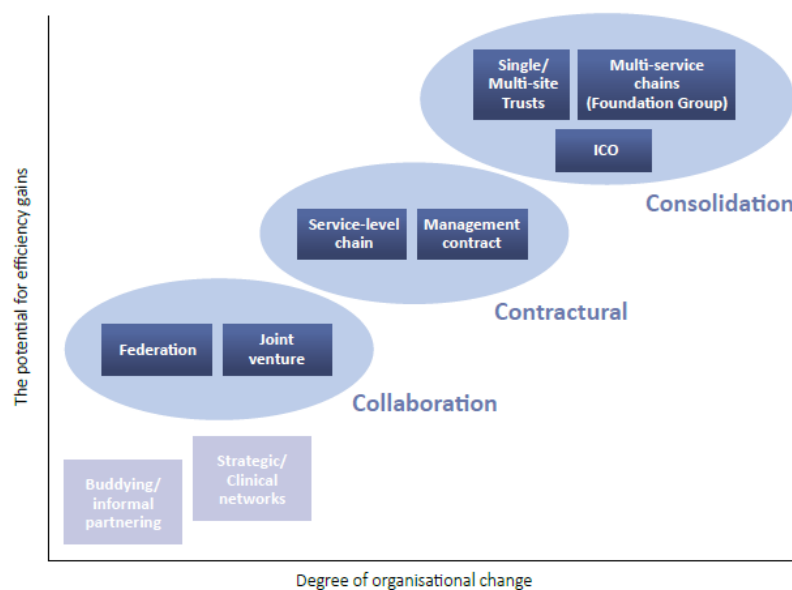 The potential for efficiency gains
Single/
Multi-site
Trusts
Multi-service
chains
(Foundation Group)
ICO
Consolidation
Service-level
chain
Management
contract
Contractural
Federation
Joint
venture
Collaboration
Buddying/
informal
partnering
Strategic/
Clinical
networks
Degree of organisational change